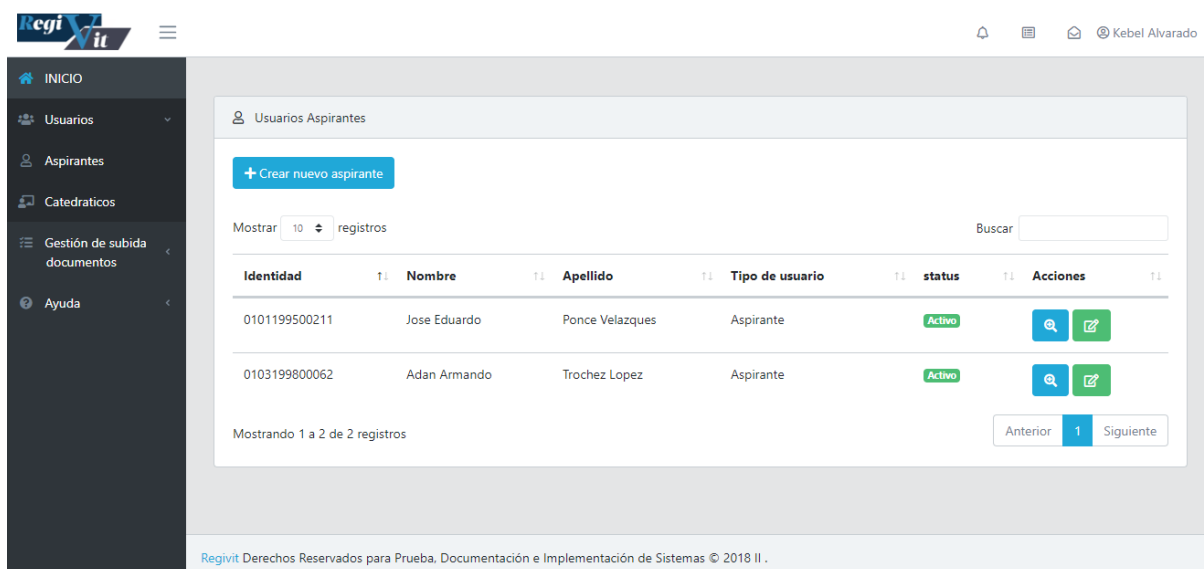 Regi Vit
Kebel Alvarado
INICIO
Usuarios
Aspirantes
Catedraticos
Gestión de subida
documentos
Ayuda
Usuarios Aspirantes
+ Crear nuevo aspirante
Mostrar 10 registros Buscar
Identidad Nombre Apellido Tipo de usuario status Acciones
0101199500211 Jose Eduardo Ponce Velazques Aspirante Activo
0103199800062 Adan Armando Trochez Lopez Aspirante Activo
Mostrando 1 a 2 de 2 registros Anterior 1 Siguiente
Regivit Derechos Reservados para Prueba, Documentación e Implementación de Sistemas © 2018 II .